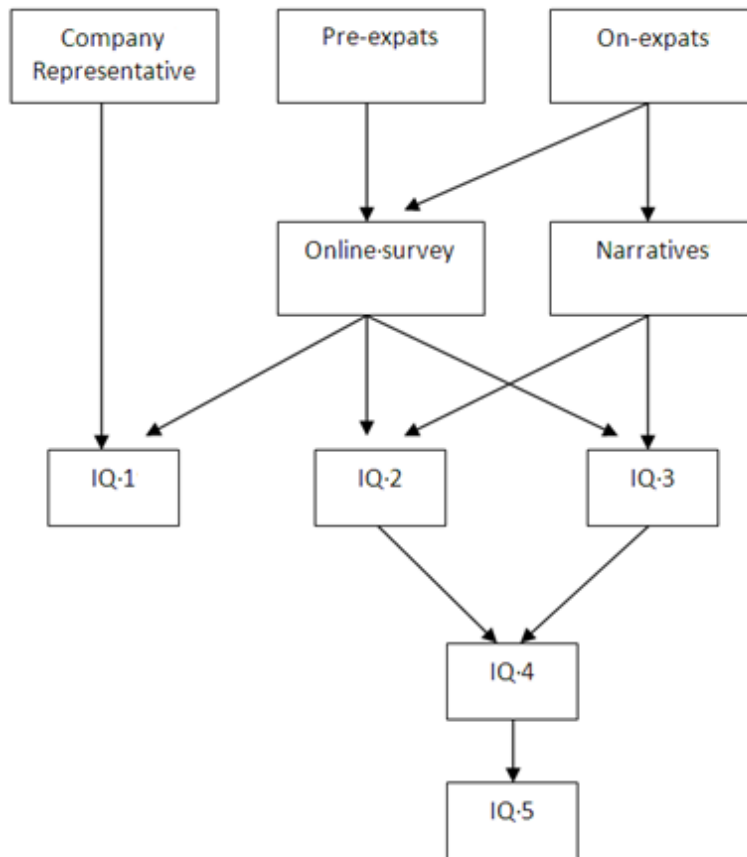 Company
Representative
Pre-expats
On-expats
Online·survey
Narratives
IQ·1
IQ·2
IQ·3
IQ·4
IQ·5